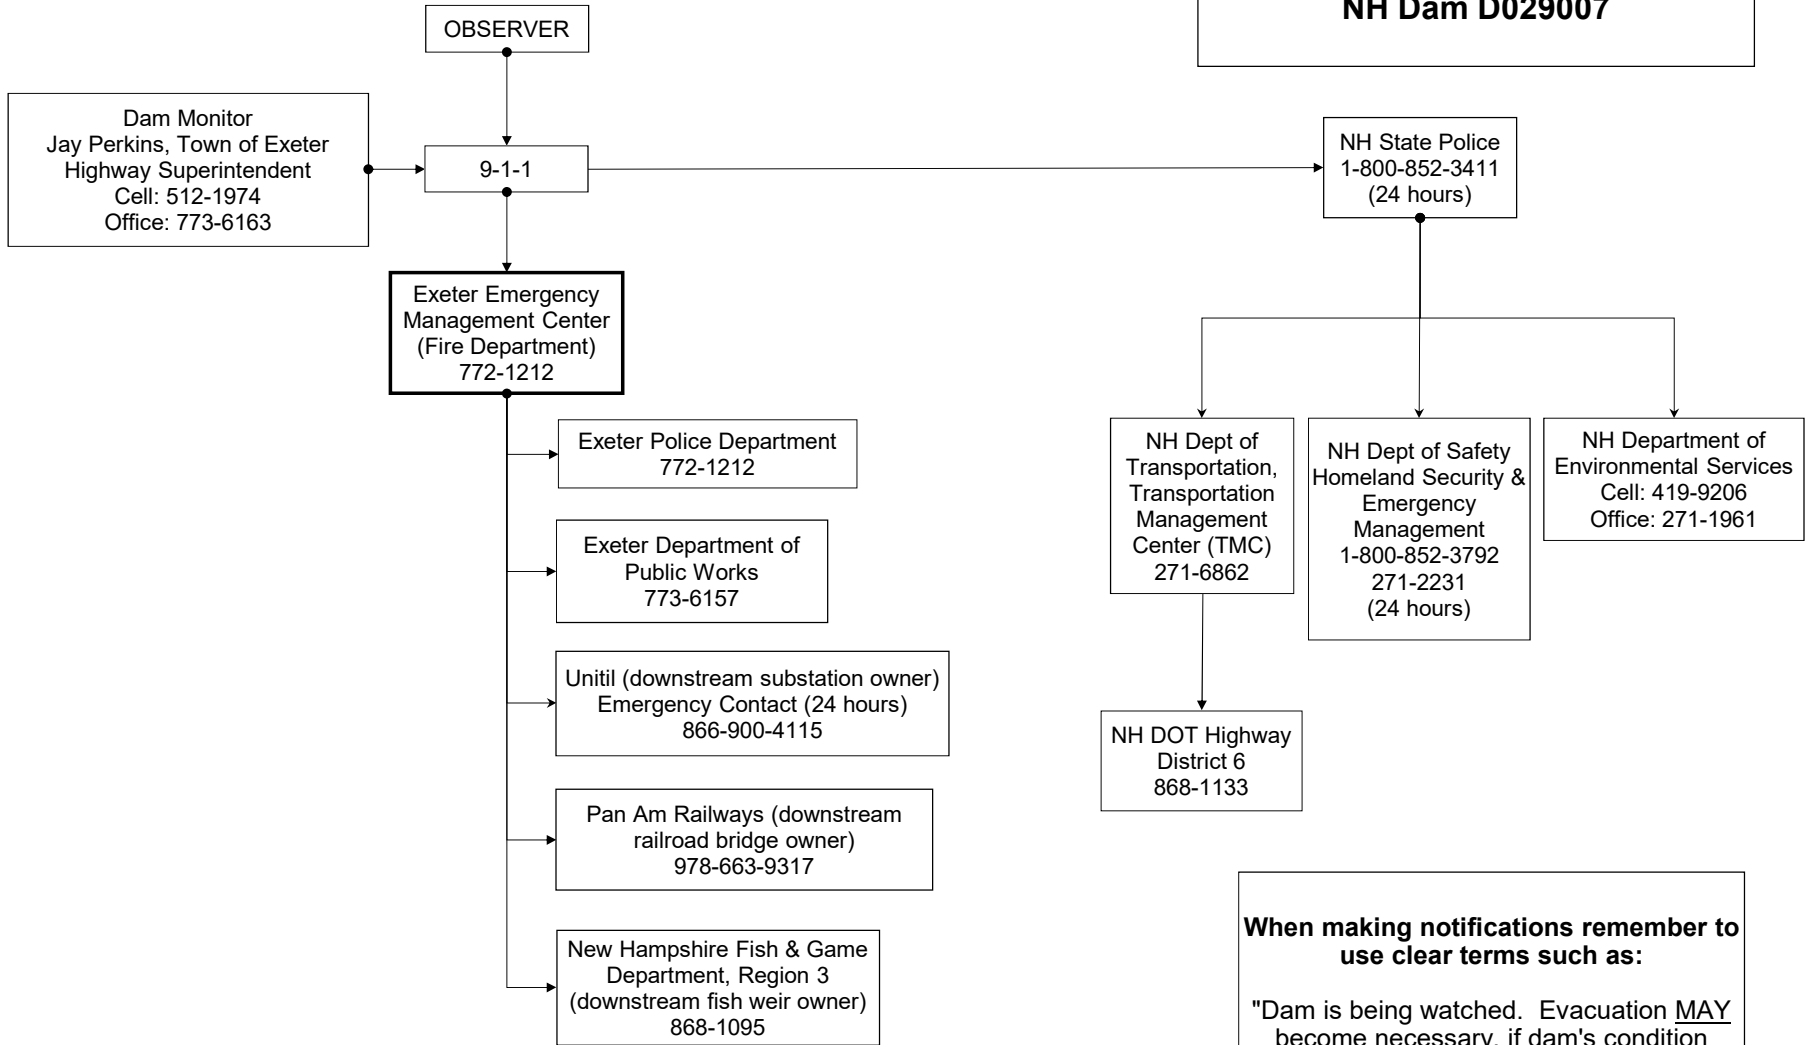 NH Dam D029007
OBSERVER
Dam Monitor
Jay Perkins, Town of Exeter
Highway Superintendent
Cell: 512-1974
Office: 773-6163
9-1-1
NH State Police
1-800-852-3411
(24 hours)
Exeter Emergency
Management Center
(Fire Department)
772-1212
Exeter Police Department
772-1212
Exeter Department of
Public Works
773-6157
Unitil (downstream substation owner)
Emergency Contact (24 hours)
866-900-4115
Pan Am Railways (downstream
railroad bridge owner)
978-663-9317
New Hampshire Fish & Game
Department, Region 3
(downstream fish weir owner)
868-1095
NH Dept of
Transportation,
Transportation
Management
Center (TMC)
271-6862
NH Dept of Safety
Homeland Security &
Emergency
Management
1-800-852-3792
271-2231
(24 hours)
NH Department of
Environmental Services
Cell: 419-9206
Office: 271-1961
NH DOT Highway
District 6
868-1133
When making notifications remember to
use clear terms such as:
"Dam is being watched. Evacuation MAY
become necessary, if dam's condition